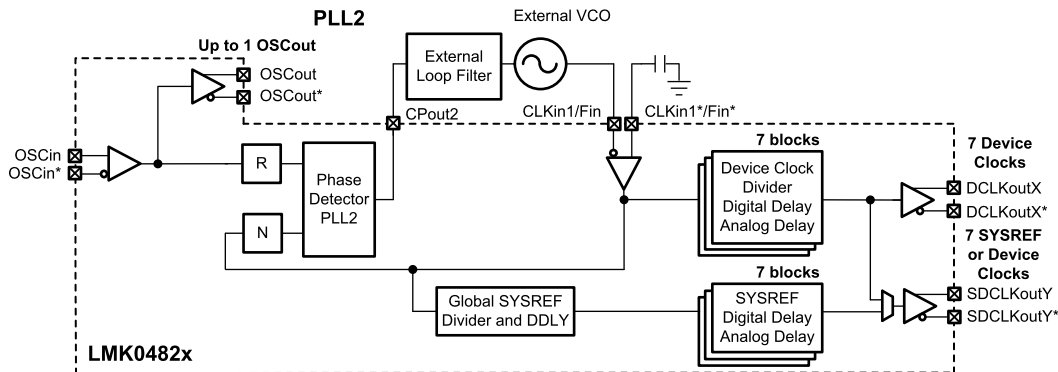 PLL2
External VCO
Up to 1 OSCout
OSCout
OSCout*
External
Loop Filter
CPout2
CLKin1/Fin
CLKin1*/Fin*
OSCin
OSCin*
R
N
Phase
Detector
PLL2
7 blocks
Device Clock
Divider
Digital Delay
Analog Delay
7 Device
Clocks
DCLKoutX
DCLKoutX*
7 SYSREF
or Device
Clocks
7 blocks
Global SYSREF
Divider and DDLY
SYSREF
Digital Delay
Analog Delay
SDCLKoutY
SDCLKoutY*
LMK0482x